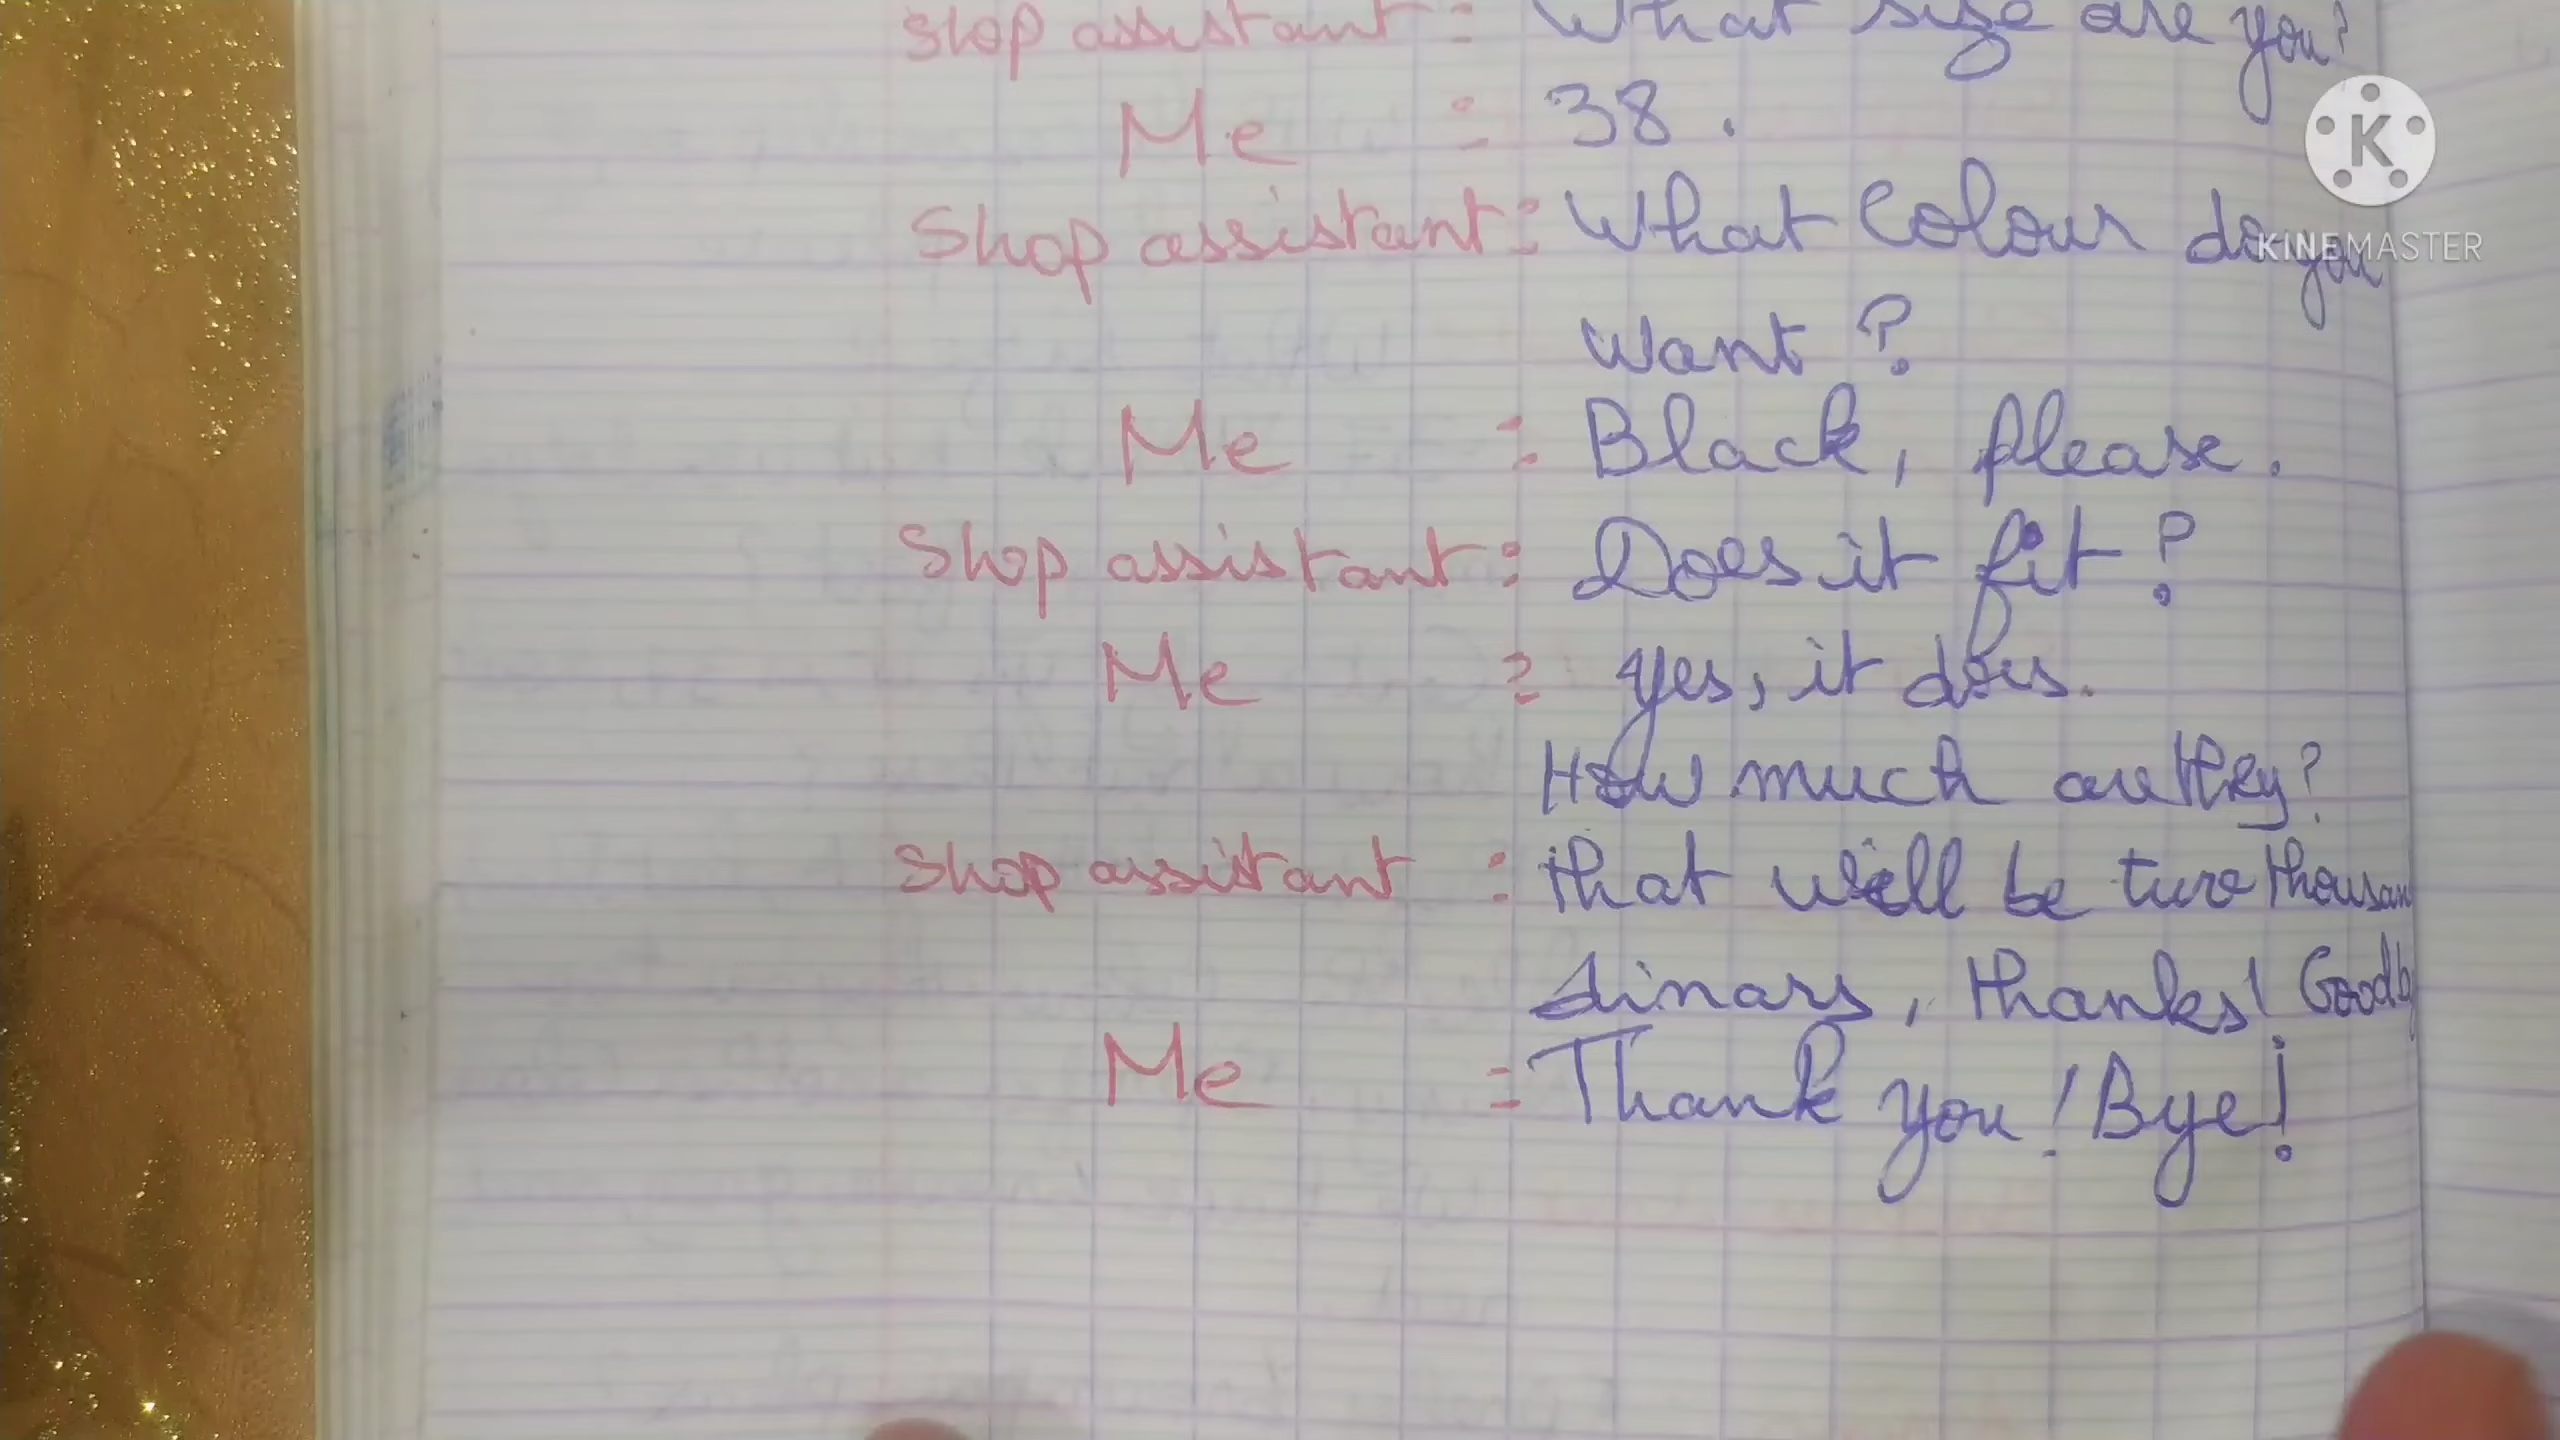 Shop assistant : What size are you?
Me : 38 .
Shop assistant : What Colour do you
want ?
Me : Black, please .
Shop assistant : Does it fit ?
Me : yes, it does.
How much are they?
Shop assistant : that will be two thousan
dinars, thanks! Goodb
Me : Thank you ! Bye!
K
KINEMASTER